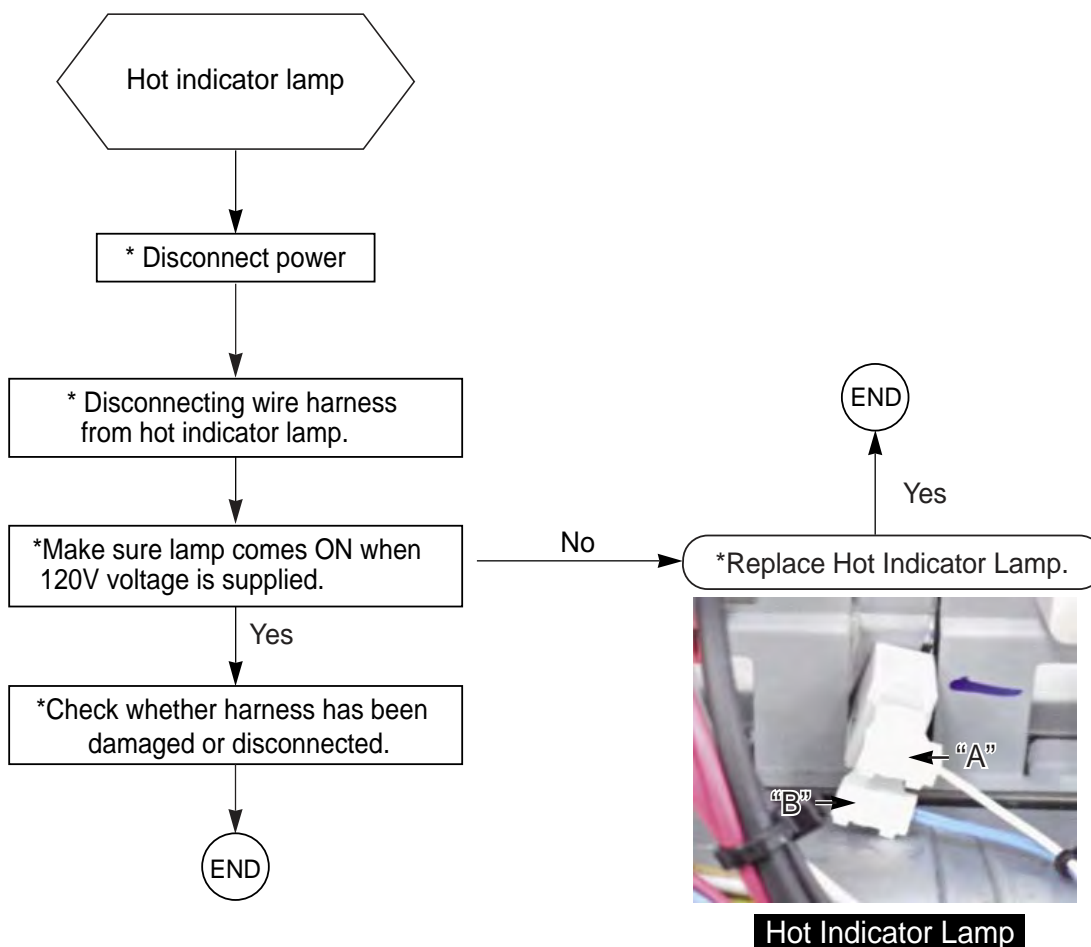 Hot indicator lamp
* Disconnect power
* Disconnecting wire harness
from hot indicator lamp.
*Make sure lamp comes ON when
120V voltage is supplied.
No
*Replace Hot Indicator Lamp.
Yes
END
Yes
*Check whether harness has been
damaged or disconnected.
END
“A”
“B”
Hot Indicator Lamp